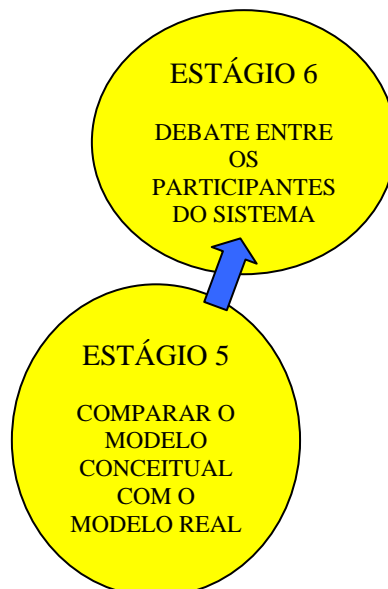 ESTÁGIO 6
DEBATE ENTRE
OS
PARTICIPANTES
DO SISTEMA
ESTÁGIO 5
COMPARAR O
MODELO
CONCEITUAL
COM O
MODELO REAL